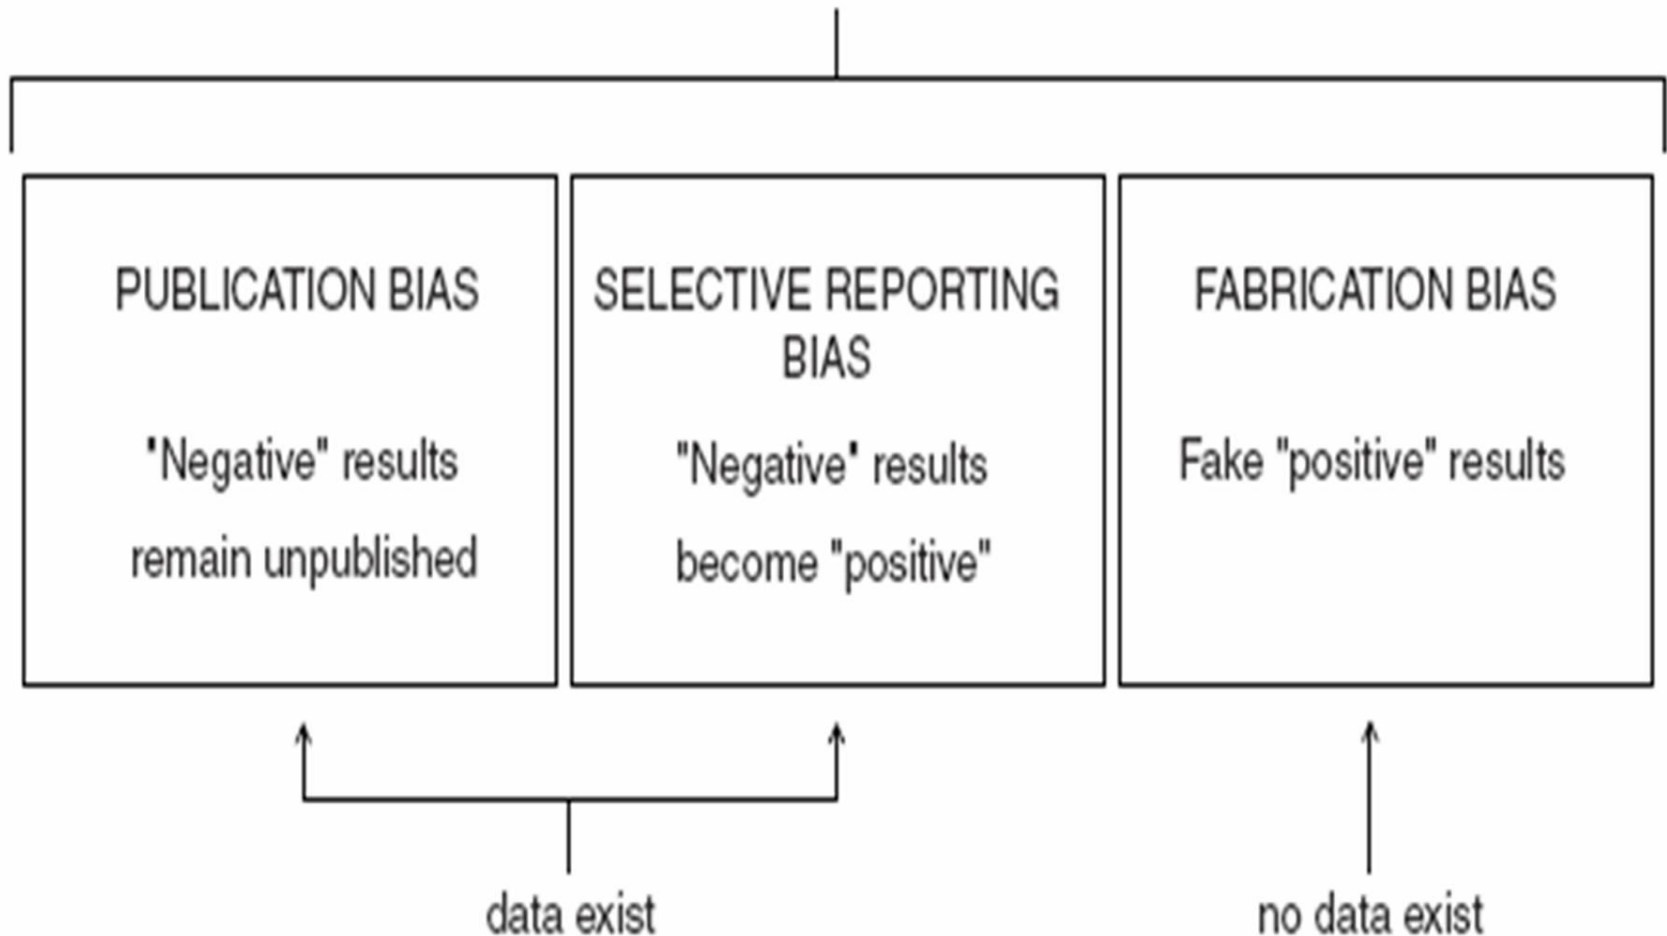 PUBLICATION BIAS
"Negative" results
remain unpublished
SELECTIVE REPORTING
BIAS
"Negative" results
become "positive"
FABRICATION BIAS
Fake "positive" results
data exist
no data exist